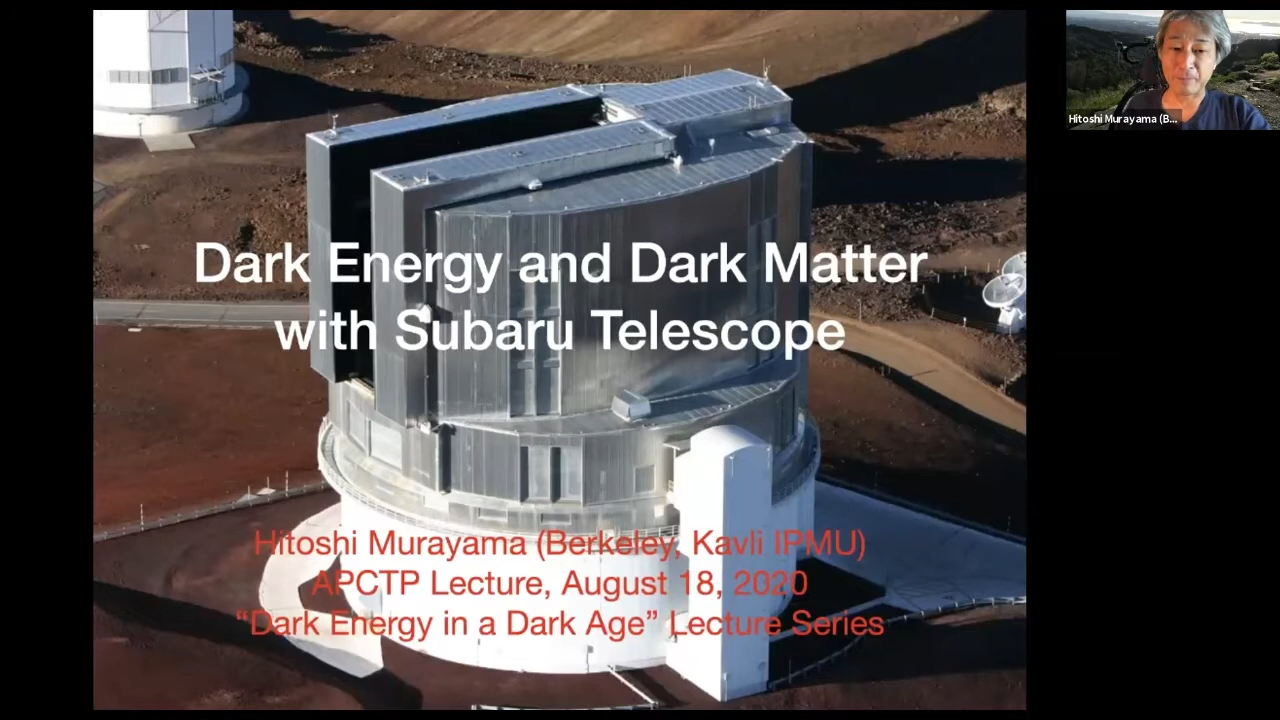 Dark Energy and Dark Matter
with Subaru Telescope
Hitoshi Murayama (Berkeley, Kavli IPMU)
APCTP Lecture, August 18, 2020
“Dark Energy in a Dark Age” Lecture Series
Hitoshi Murayama (B...